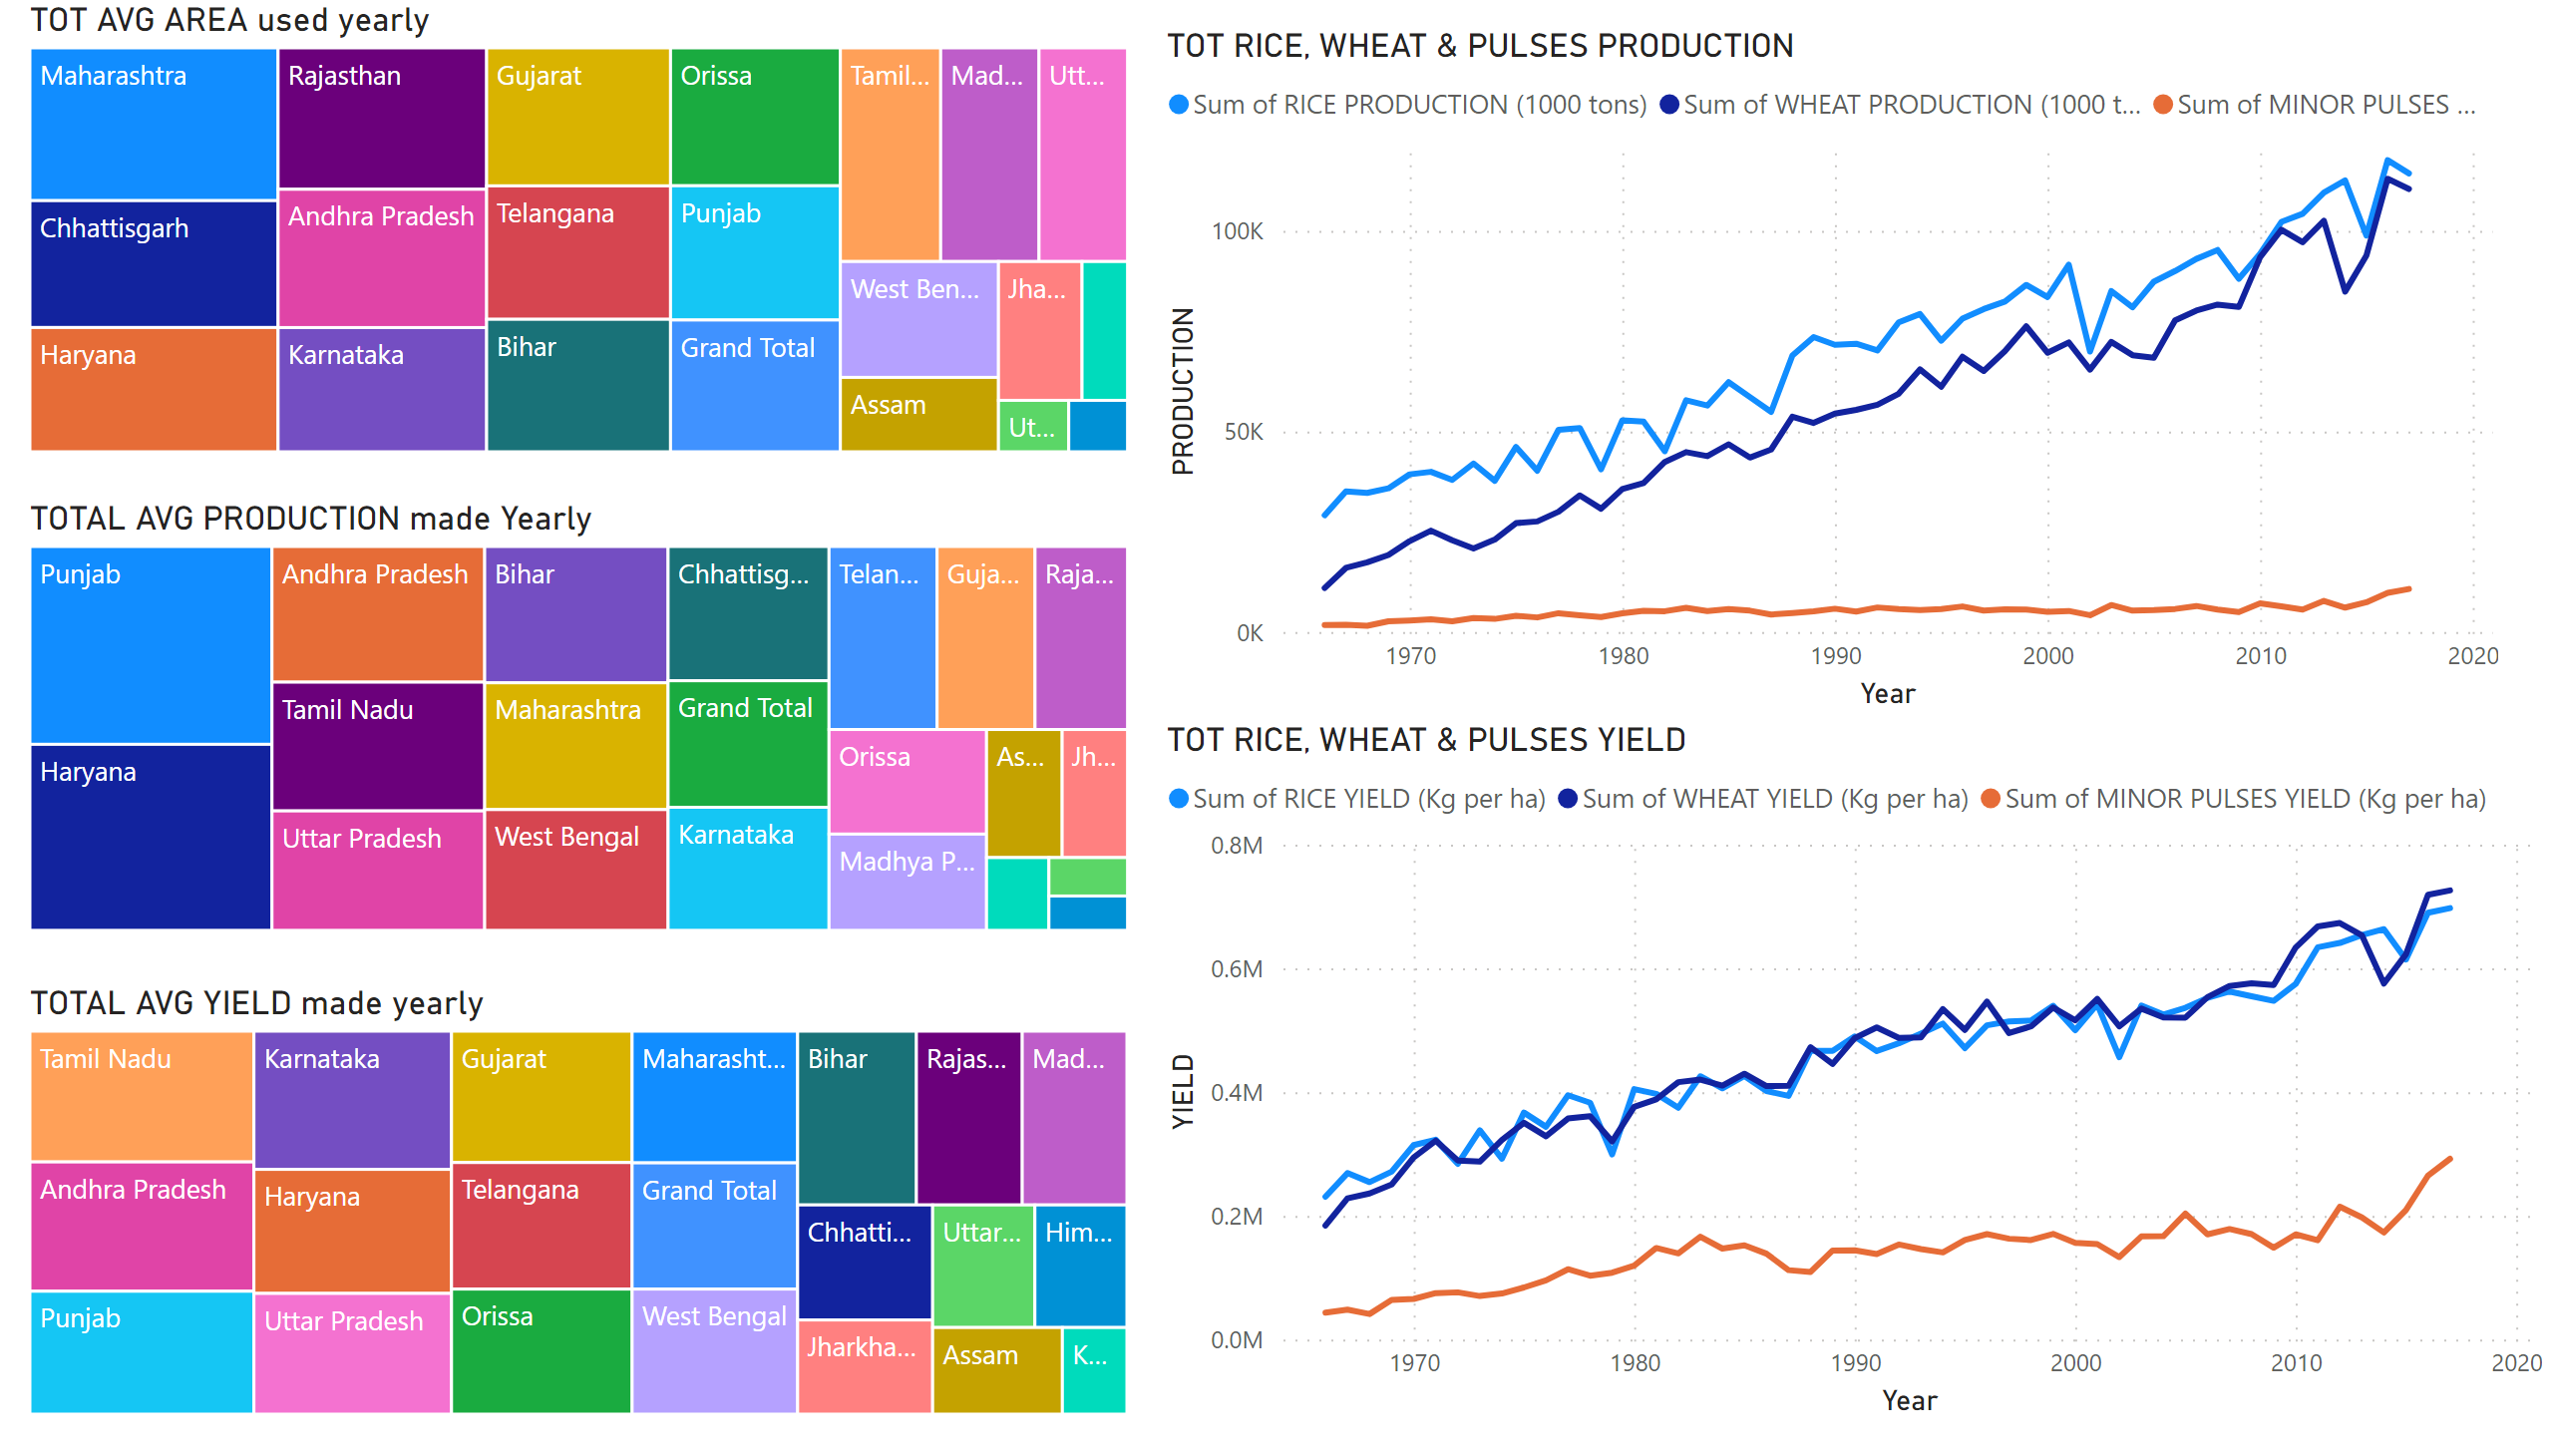 TOT AVG AREA used yearly
Maharashtra
Rajasthan
Gujarat
Orissa
Tamil...
Mad...
Utt...
Chhattisgarh
Andhra Pradesh
Telangana
Punjab
West Ben...
Jha...
Haryana
Karnataka
Bihar
Grand Total
Assam
Ut...
TOTAL AVG PRODUCTION made Yearly
Punjab
Andhra Pradesh
Bihar
Chhattisg...
Telan...
Guja...
Raja...
Haryana
Tamil Nadu
Maharashtra
Grand Total
Orissa
As...
Jh...
Uttar Pradesh
West Bengal
Karnataka
Madhya P...
TOTAL AVG YIELD made yearly
Tamil Nadu
Karnataka
Gujarat
Maharasht...
Bihar
Rajas...
Mad...
Andhra Pradesh
Haryana
Telangana
Grand Total
Chhatti...
Uttar...
Him...
Punjab
Uttar Pradesh
Orissa
West Bengal
Jharkha...
Assam
K...
TOT RICE, WHEAT & PULSES PRODUCTION
Sum of RICE PRODUCTION (1000 tons)
Sum of WHEAT PRODUCTION (1000 t...
Sum of MINOR PULSES ...
PRODUCTION
100K
50K
0K
1970
1980
1990
2000
2010
2020
Year
TOT RICE, WHEAT & PULSES YIELD
Sum of RICE YIELD (Kg per ha)
Sum of WHEAT YIELD (Kg per ha)
Sum of MINOR PULSES YIELD (Kg per ha)
YIELD
0.8M
0.6M
0.4M
0.2M
0.0M
1970
1980
1990
2000
2010
2020
Year